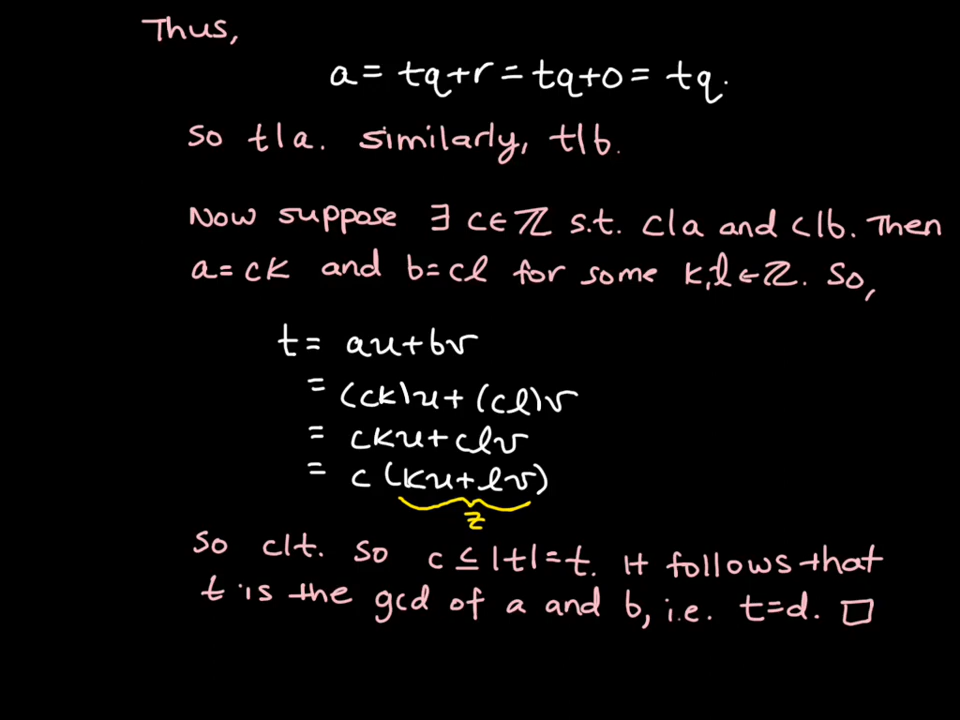 Thus,
a = tq + r = tq + 0 = tq.
So t|a. Similarly, t|b.
Now suppose ∃ c ∈ ℤ s.t. c|a and c|b. Then
a = ck and b = cl for some k, l ∈ ℤ. So,
t = au + bv
= (ck)u + (cl)v
= cku + clv
= c (ku + lv)
z
So c|t. So c ≤ |t| = t. It follows that
t is the gcd of a and b, i.e. t = d. □